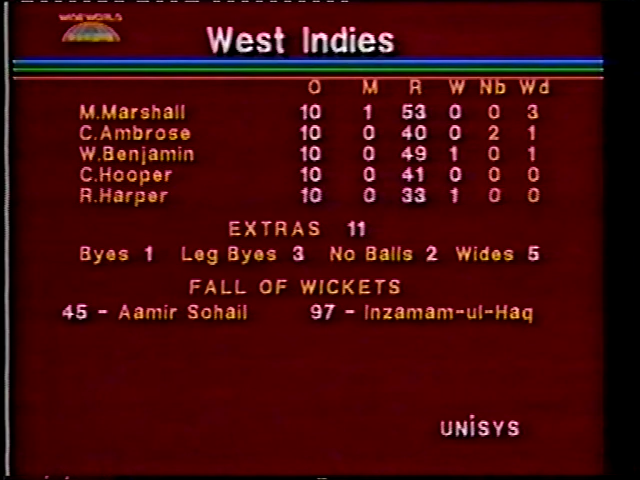 WIDE WORLD
West Indies
O M R W Nb Wd
M.Marshall 10 1 53 0 0 3
C.Ambrose 10 0 40 0 2 1
W.Benjamin 10 0 49 1 0 1
C.Hooper 10 0 41 0 0 0
R.Harper 10 0 33 1 0 0
EXTRAS 11
Byes 1 Leg Byes 3 No Balls 2 Wides 5
FALL OF WICKETS
45 - Aamir Sohail 97 - Inzamam-ul-Haq
UNiSYS